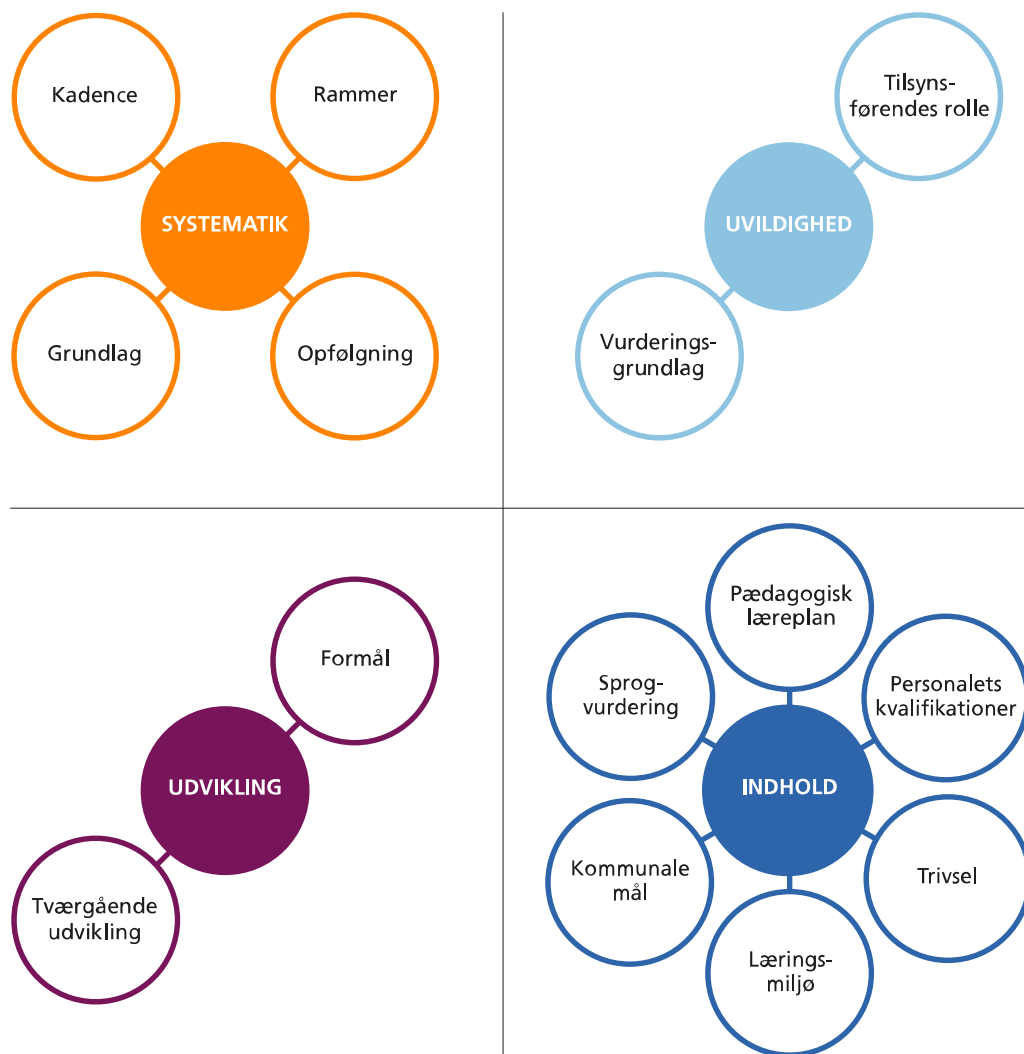 Kadence
Rammer
SYSTEMATIK
Grundlag
Opfølgning
Tilsyns-
førendes rolle
UVILDIGHED
Vurderings-
grundlag
Formål
UDVIKLING
Tværgående
udvikling
Pædagogisk
læreplan
Sprog-
vurdering
Personalets
kvalifikationer
INDHOLD
Kommunale
mål
Trivsel
Lærings-
miljø